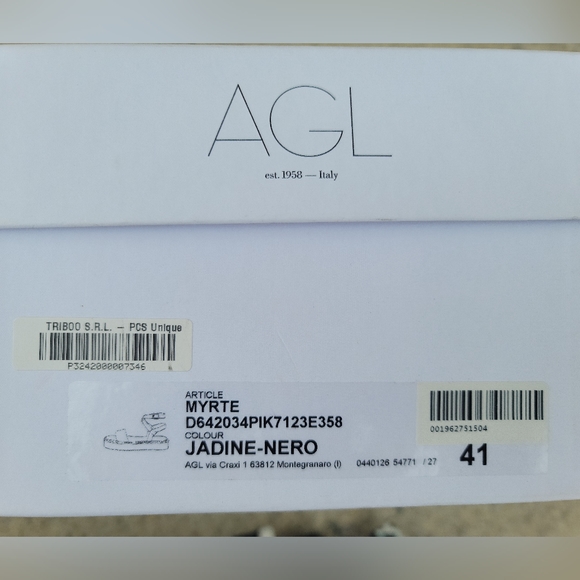 AGL
est. 1958 — Italy
TRIBOO S.R.L. – PCS Unique
P3242000007346
ARTICLE
MYRTE
D642034PIK7123E358
COLOUR
JADINE-NERO
AGL via Craxi 1 63812 Montegranaro (I)
0440126 54771 / 27
001962751504
41